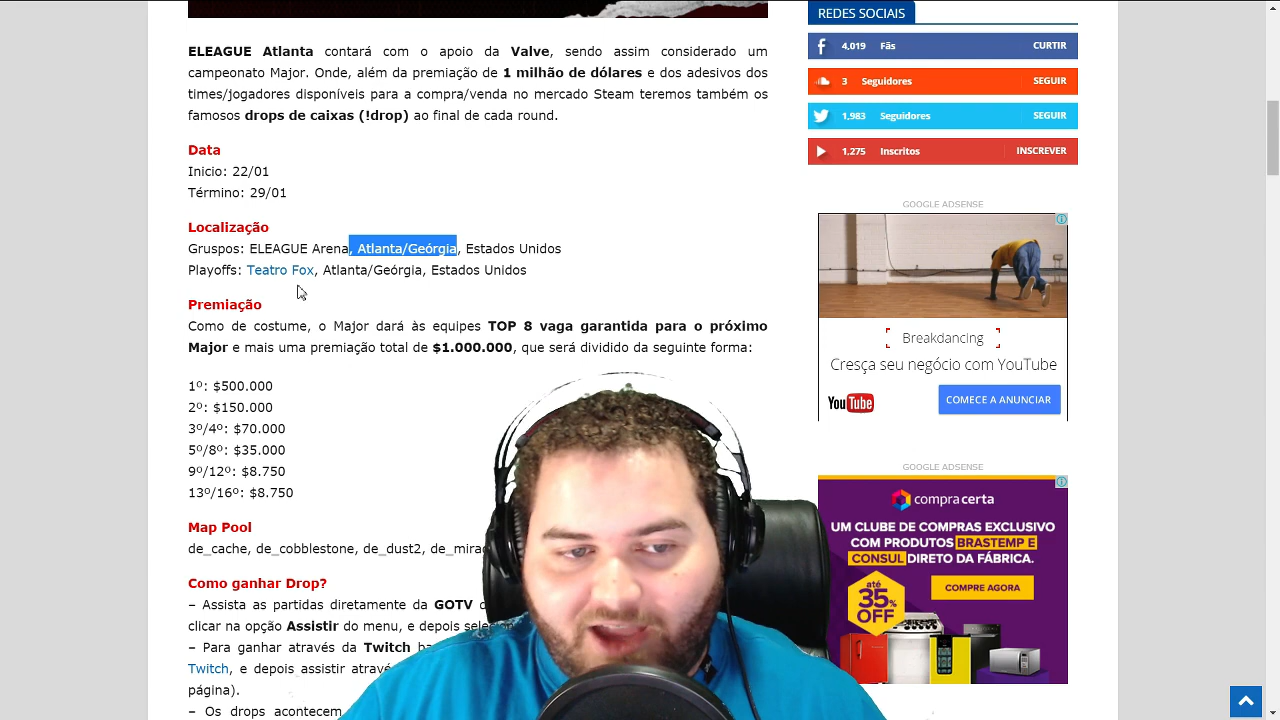 ELEAGUE Atlanta contará com o apoio da Valve, sendo assim considerado um
campeonato Major. Onde, além da premiação de 1 milhão de dólares e dos adesivos dos
times/jogadores disponiveis para a compra/venda no mercado Steam teremos também os
famosos drops de caixas (!drop) ao final de cada round.
Data
Inicio: 22/01
Término: 29/01
Localização
Gruspos: ELEAGUE Arena, Atlanta/Geórgia, Estados Unidos
Playoffs: Teatro Fox, Atlanta/Geórgia, Estados Unidos
Premiação
Como de costume, o Major dará às equipes TOP 8 vaga garantida para o próximo
Major e mais uma premiação total de $1.000.000, que será dividido da seguinte forma:
1º: $500.000
2º: $150.000
3º/4º: $70.000
5º/8º: $35.000
9º/12º: $8.750
13º/16º: $8.750
Map Pool
de_cache, de_cobblestone, de_dust2,
Como ganhar Drop?
– Assista as partidas diretamente da GOTV
clicar na opção Assistir do menu, e depois
– Para ganhar através da Twitch
Twitch, e depois assistir
página).
– Os drops acontecem
REDES SOCIAIS
4,019 Fãs CURTIR
3 Seguidores SEGUIR
1,983 Seguidores SEGUIR
1,275 Inscritos INSCREVER
GOOGLE ADSENSE
Breakdancing
Cresça seu negócio com YouTube
YouTube
COMECE A ANUNCIAR
GOOGLE ADSENSE
compracerta
UM CLUBE DE COMPRAS EXCLUSIVO
COM PRODUTOS BRASTEMP E
CONSUL DIRETO DA FÁBRICA.
até
35%
OFF
COMPRE AGORA